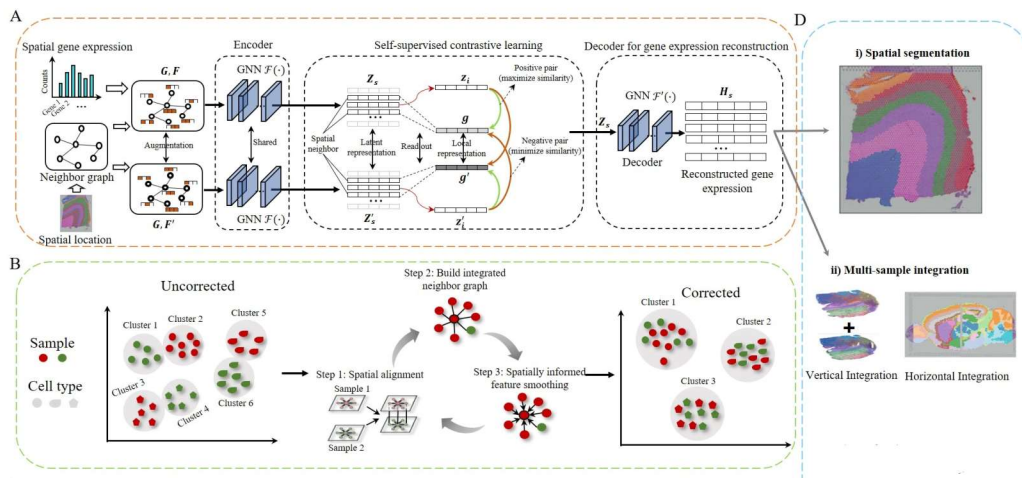 A
Spatial gene expression
Counts
Gene 1
Gene 2
...
Neighbor graph
Spatial location
G, F
Augmentation
G, F'
Encoder
GNN F(·)
Shared
GNN F(·)
Self-supervised contrastive learning
Z_s
z_i
Positive pair
(maximize similarity)
...
g
Spatial
neighbor
Latent
representation
Read out
Local
representation
Negative pair
(minimize similarity)
g'
...
Z'_s
z'_i
Decoder for gene expression reconstruction
Z_s
GNN F'(·)
Decoder
H_s
...
Reconstructed gene
expression
D
i) Spatial segmentation
ii) Multi-sample integration
+
Vertical Integration
Horizontal Integration
B
Sample
Cell type
Uncorrected
Cluster 1
Cluster 2
Cluster 5
Cluster 3
Cluster 4
Cluster 6
Step 2: Build integrated
neighbor graph
Step 1: Spatial alignment
Sample 1
Sample 2
Step 3: Spatially informed
feature smoothing
Corrected
Cluster 1
Cluster 2
Cluster 3